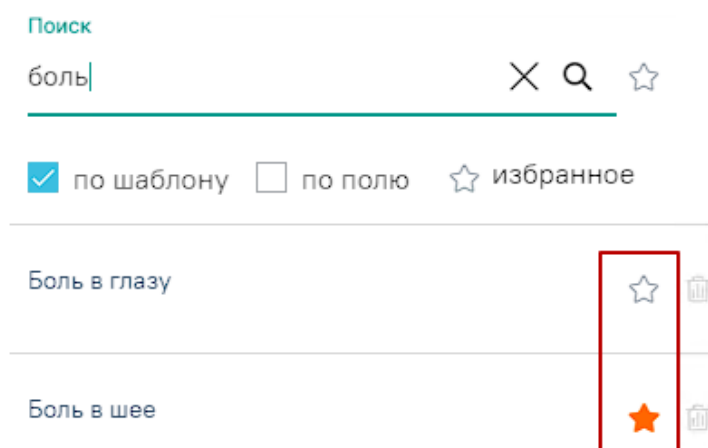 Поиск
боль
по шаблону по полю избранное
Боль в глазу
Боль в шее